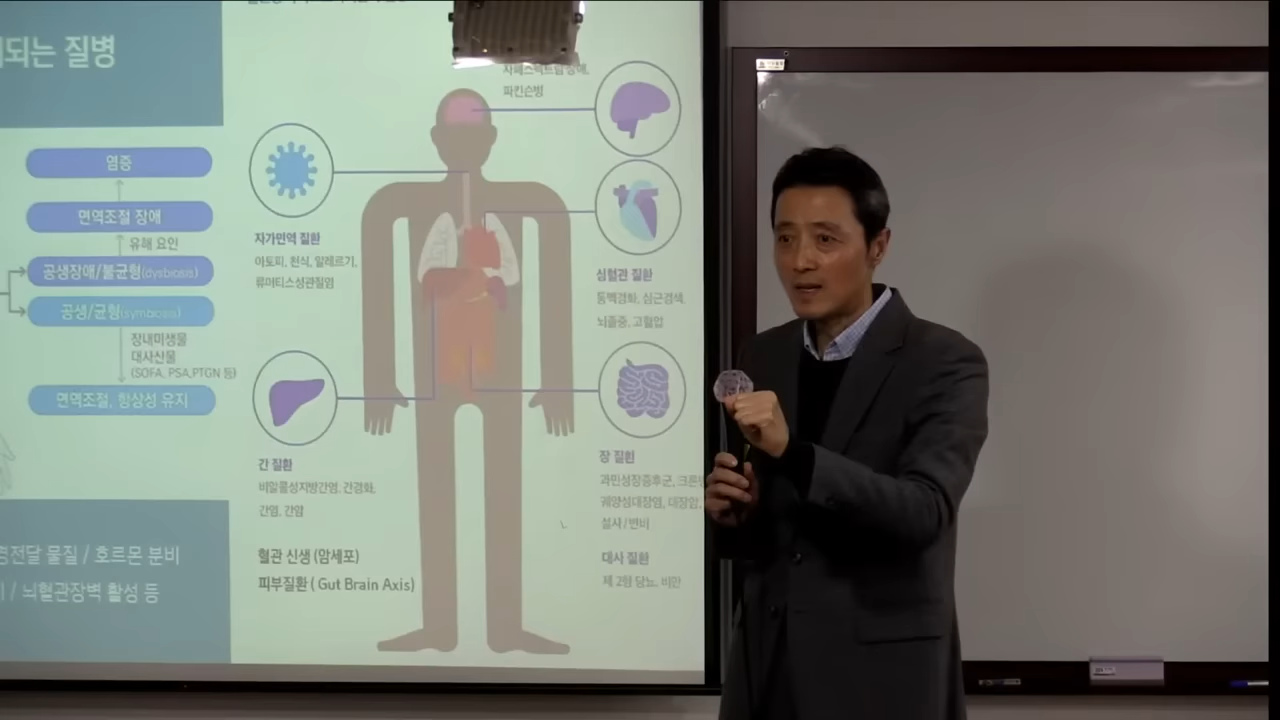 되는 질병
염증
면역조절 장애
유해 요인
공생장애/불균형(dysbiosis)
공생/균형(symbiosis)
장내미생물
대사산물
(SOFA, PSA,PTGN 등)
면역조절, 항상성 유지
전달 물질 / 호르몬 분비
/ 뇌혈관장벽 활성 등
자가면역 질환
아토피, 천식, 알레르기,
류마티스성관절염
간 질환
비알콜성지방간염, 간경화,
간염, 간암
혈관 신생 (암세포)
피부질환 ( Gut Brain Axis)
자폐스펙트럼 장애,
파킨슨병
심혈관 질환
동맥경화, 심근경색,
뇌졸중, 고혈압
장 질환
과민성장증후군, 크론
궤양성대장염, 대장암,
설사 / 변비
대사 질환
제 2형 당뇨, 비만